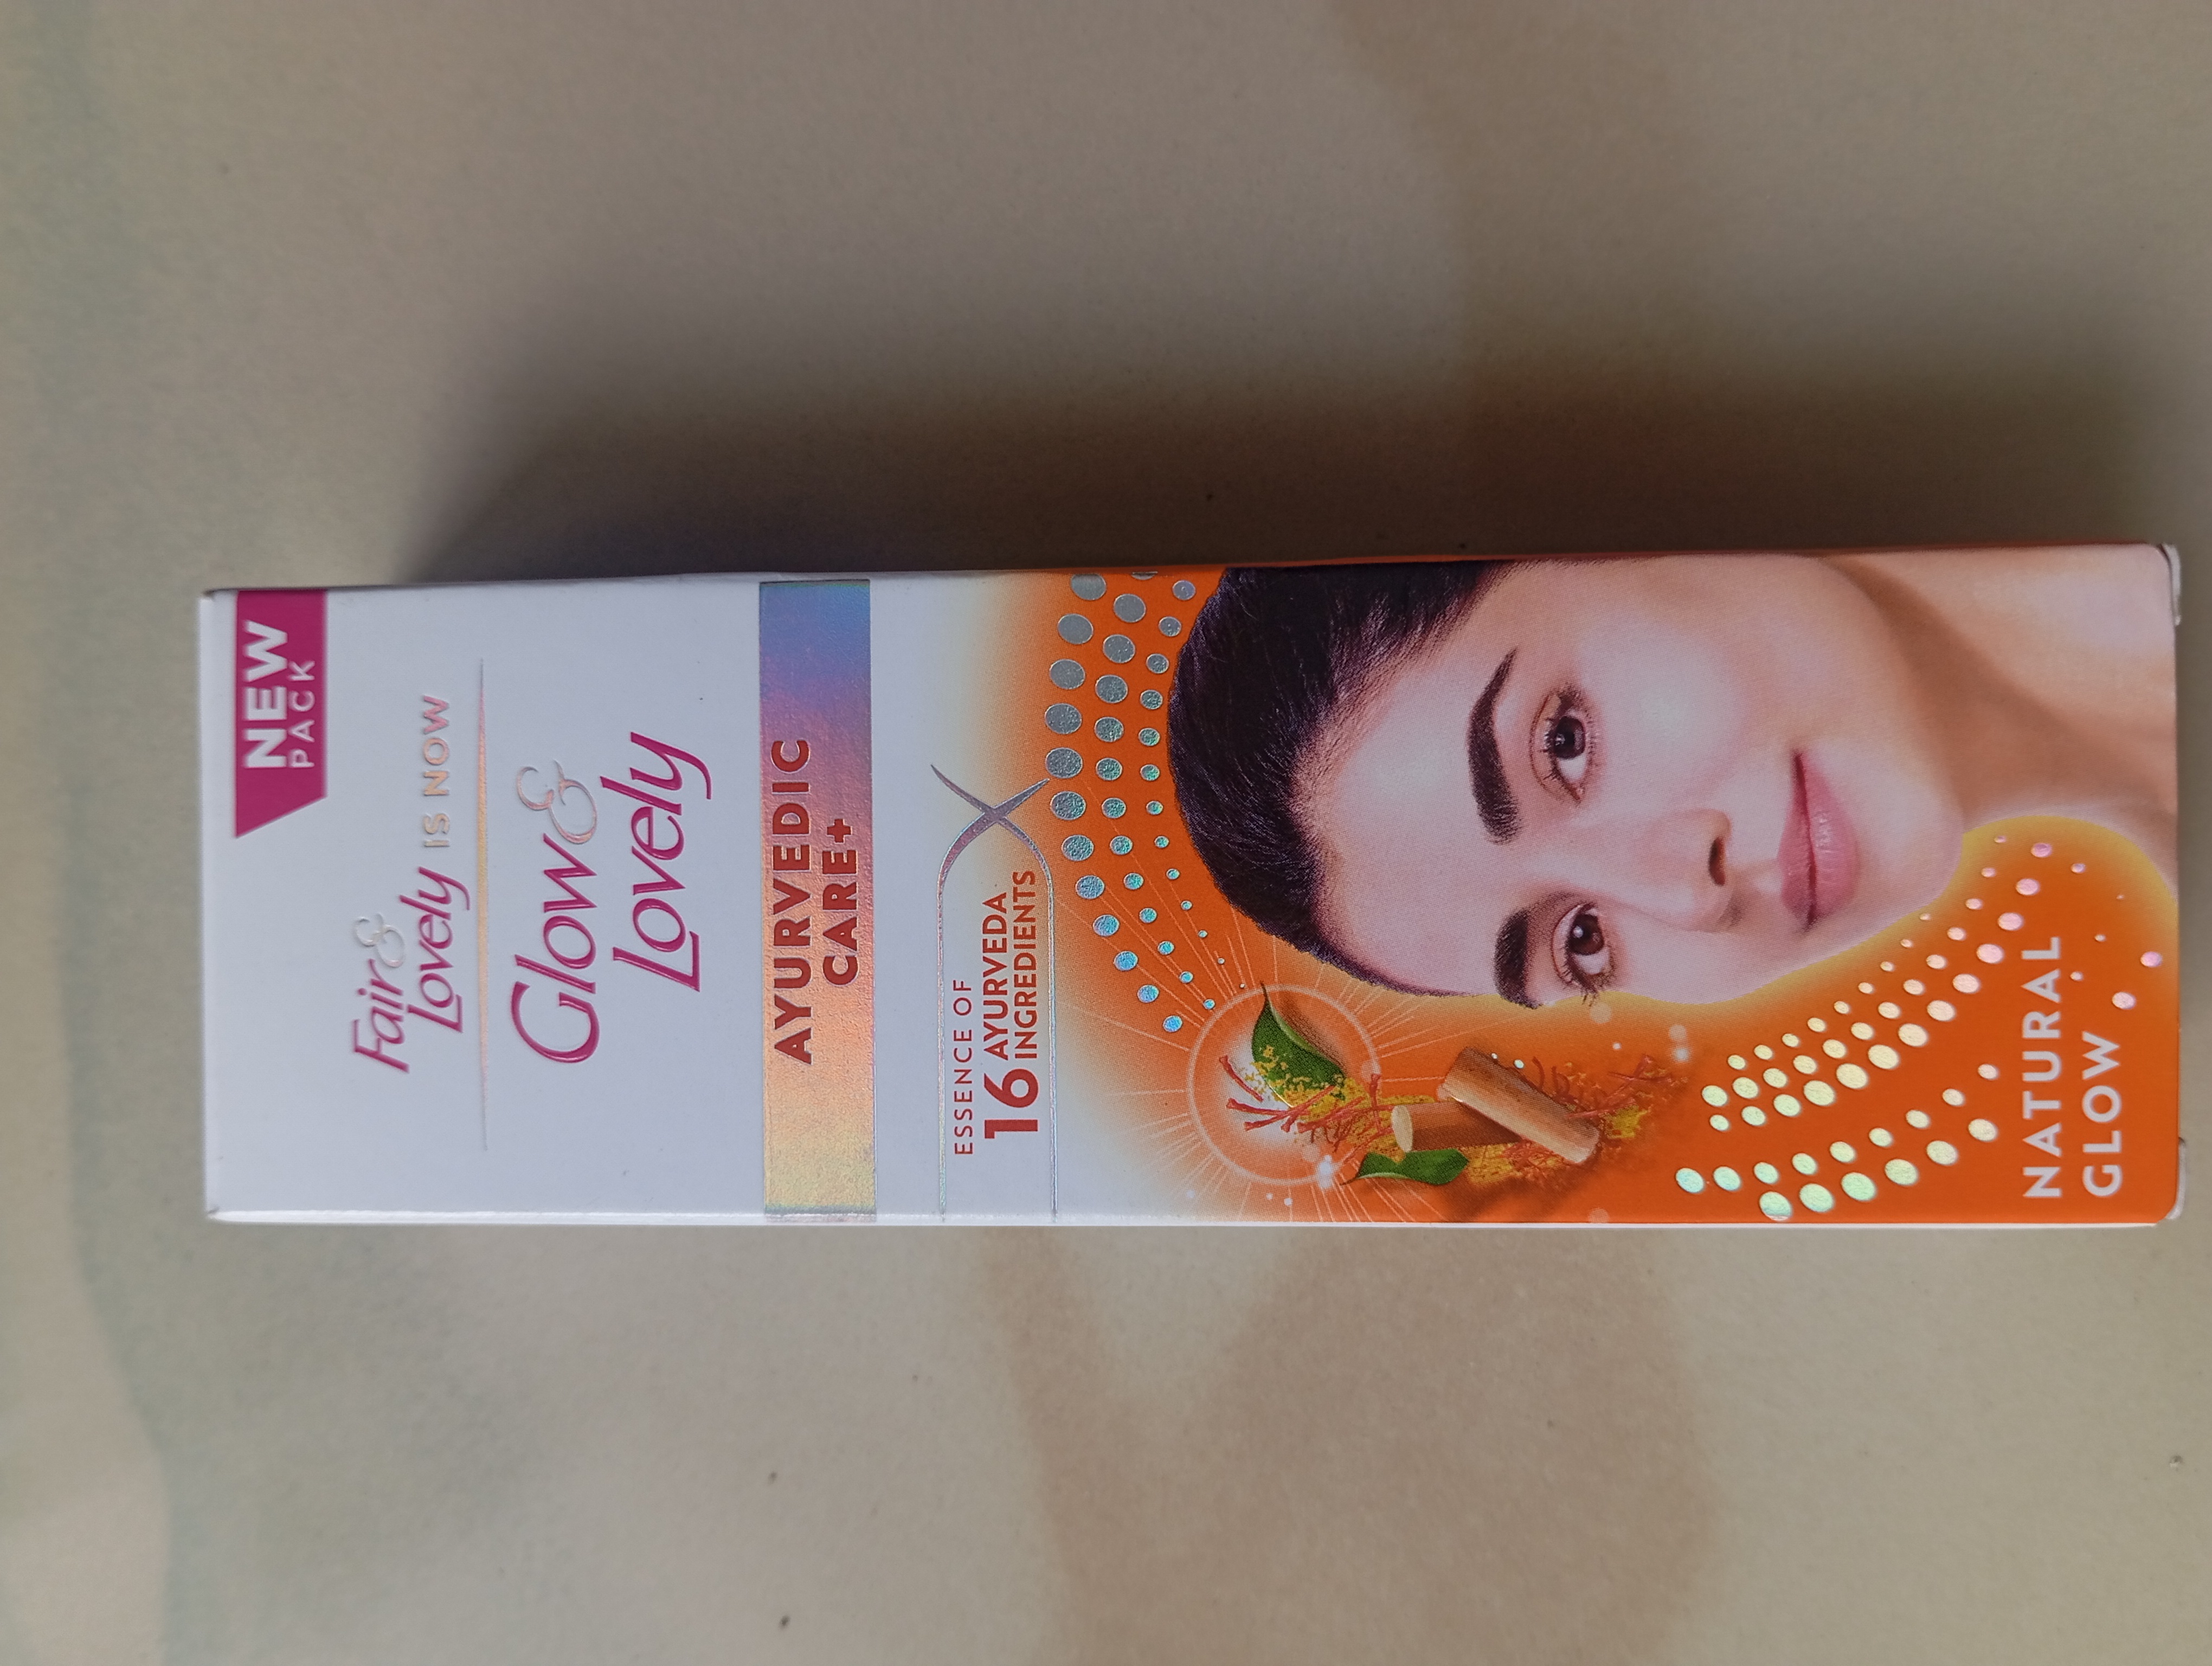 NEW
PACK
Fair &
Lovely IS NOW
Glow &
Lovely
AYURVEDIC
CARE+
ESSENCE OF
16 AYURVEDA
INGREDIENTS
NATURAL
GLOW